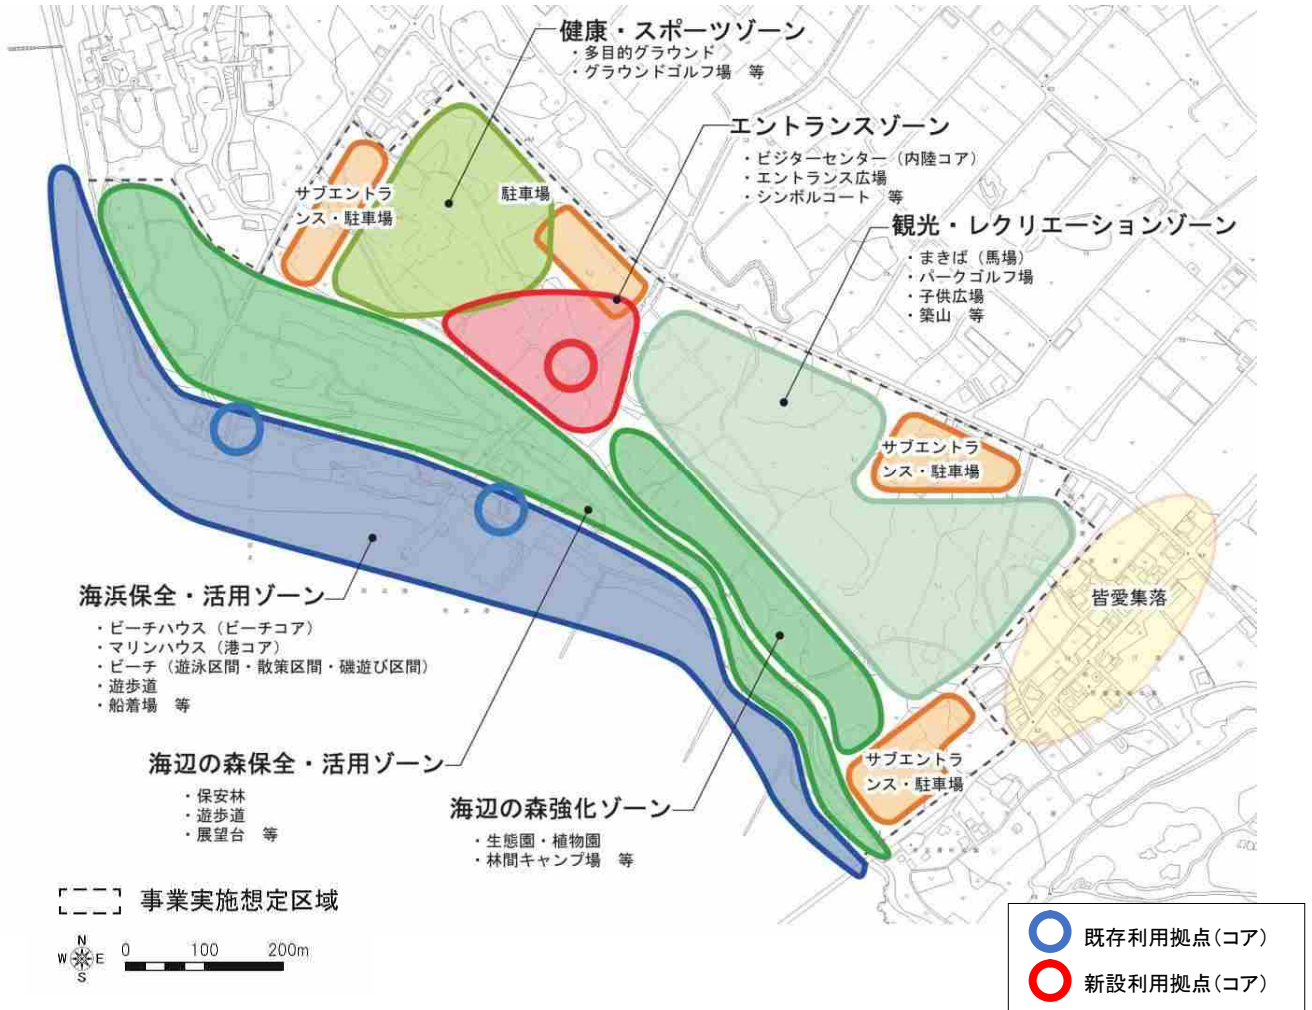 健康・スポーツゾーン
・多目的グラウンド
・グラウンドゴルフ場　等
エントランスゾーン
・ビジターセンター（内陸コア）
・エントランス広場
・シンボルコート　等
サブエントラ
ンス・駐車場
駐車場
観光・レクリエーションゾーン
・まきば（馬場）
・パークゴルフ場
・子供広場
・築山　等
サブエントラ
ンス・駐車場
皆愛集落
海浜保全・活用ゾーン
・ビーチハウス（ビーチコア）
・マリンハウス（港コア）
・ビーチ（遊泳区間・散策区間・磯遊び区間）
・遊歩道
・船着場　等
海辺の森保全・活用ゾーン
・保安林
・遊歩道
・展望台　等
海辺の森強化ゾーン
・生態園・植物園
・林間キャンプ場　等
サブエントラ
ンス・駐車場
事業実施想定区域
N
W E
S
0 100 200m
既存利用拠点(コア)
新設利用拠点(コア)